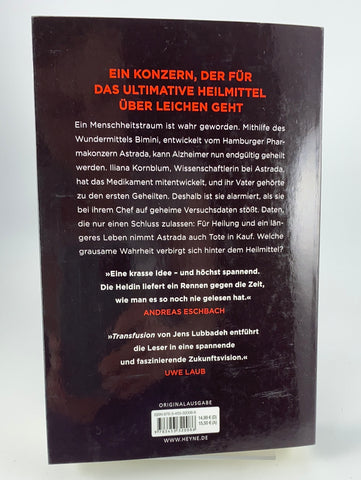 EIN KONZERN, DER FÜR
DAS ULTIMATIVE HEILMITTEL
ÜBER LEICHEN GEHT
Ein Menschheitstraum ist wahr geworden. Mithilfe des
Wundermittels Bimini, entwickelt vom Hamburger Phar-
makonzern Astrada, kann Alzheimer nun endgültig geheilt
werden. Iliana Kornblum, Wissenschaftlerin bei Astrada,
hat das Medikament mitentwickelt, und ihr Vater gehörte
zu den ersten Geheilten. Deshalb ist sie alarmiert, als sie
bei ihrem Chef auf geheime Versuchsdaten stößt. Daten,
die nur einen Schluss zulassen: Für Heilung und ein län-
geres Leben nimmt Astrada auch Tote in Kauf. Welche
grausame Wahrheit verbirgt sich hinter dem Heilmittel?
»Eine krasse Idee – und höchst spannend.
Die Heldin liefert ein Rennen gegen die Zeit,
wie man es so noch nie gelesen hat.«
ANDREAS ESCHBACH
»Transfusion von Jens Lubbadeh entführt
die Leser in eine spannende
und faszinierende Zukunftsvision.«
UWE LAUB
ORIGINALAUSGABE
14,99 € (D)
15,50 € (A)
WWW.HEYNE.DE